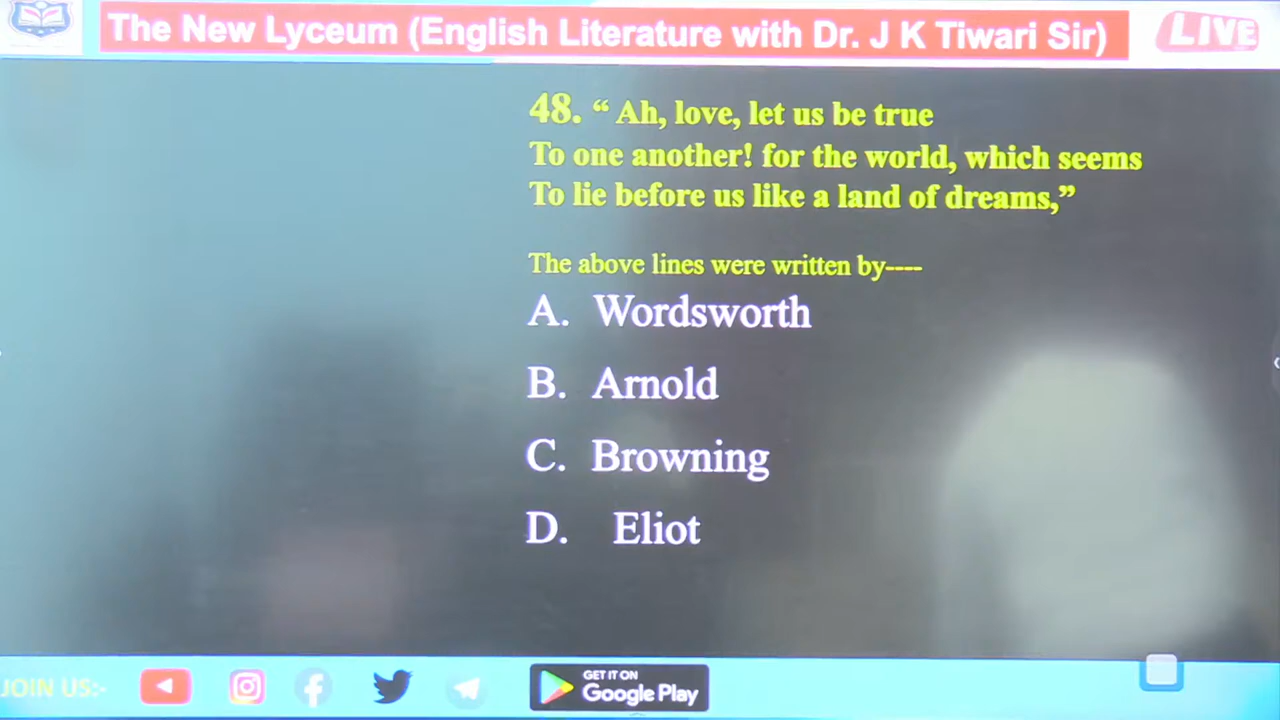 The New Lyceum (English Literature with Dr. J K Tiwari Sir)
LIVE
48. “ Ah, love, let us be true
To one another! for the world, which seems
To lie before us like a land of dreams,”
The above lines were written by----
A. Wordsworth
B. Arnold
C. Browning
D. Eliot
JOIN US:-
GET IT ON
Google Play